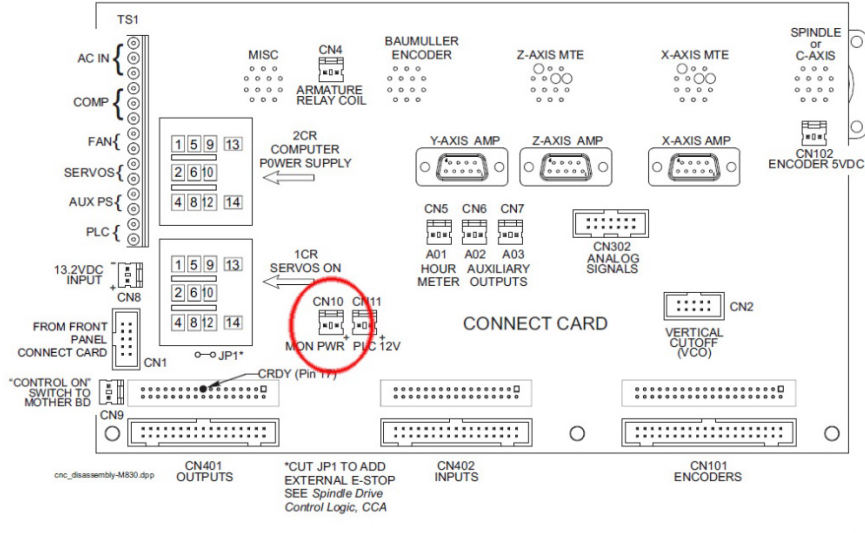 TS1
AC IN
COMP
FAN
SERVOS
AUX PS
PLC
MISC
CN4
ARMATURE
RELAY COIL
BAUMULLER
ENCODER
Z-AXIS MTE
X-AXIS MTE
SPINDLE
or
C-AXIS
CN102
ENCODER 5VDC
1 5 9 13
2 6 10
4 8 12 14
2CR
COMPUTER
POWER SUPPLY
Y-AXIS AMP
Z-AXIS AMP
X-AXIS AMP
CN5
CN6
CN7
A01
HOUR
METER
A02
A03
AUXILIARY
OUTPUTS
CN302
ANALOG
SIGNALS
1 5 9 13
2 6 10
4 8 12 14
1CR
SERVOS ON
13.2VDC
INPUT
-
+
CN8
CN10
CN11
+
+
MON PWR
PLC 12V
CONNECT CARD
CN2
VERTICAL
CUTOFF
(VCO)
FROM FRONT
PANEL
CONNECT CARD
CN1
JP1*
CRDY (Pin 17)
"CONTROL ON"
SWITCH TO
MOTHER BD
CN9
CN401
OUTPUTS
CN402
INPUTS
CN101
ENCODERS
cnc_disassembly-M830.dpp
*CUT JP1 TO ADD
EXTERNAL E-STOP
SEE Spindle Drive
Control Logic, CCA